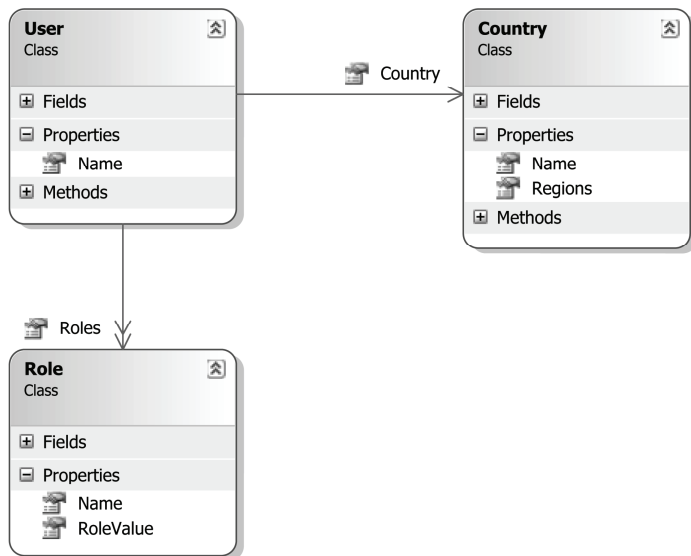 User
Class
Fields
Properties
Name
Methods
Country
Country
Class
Fields
Properties
Name
Regions
Methods
Roles
Role
Class
Fields
Properties
Name
RoleValue